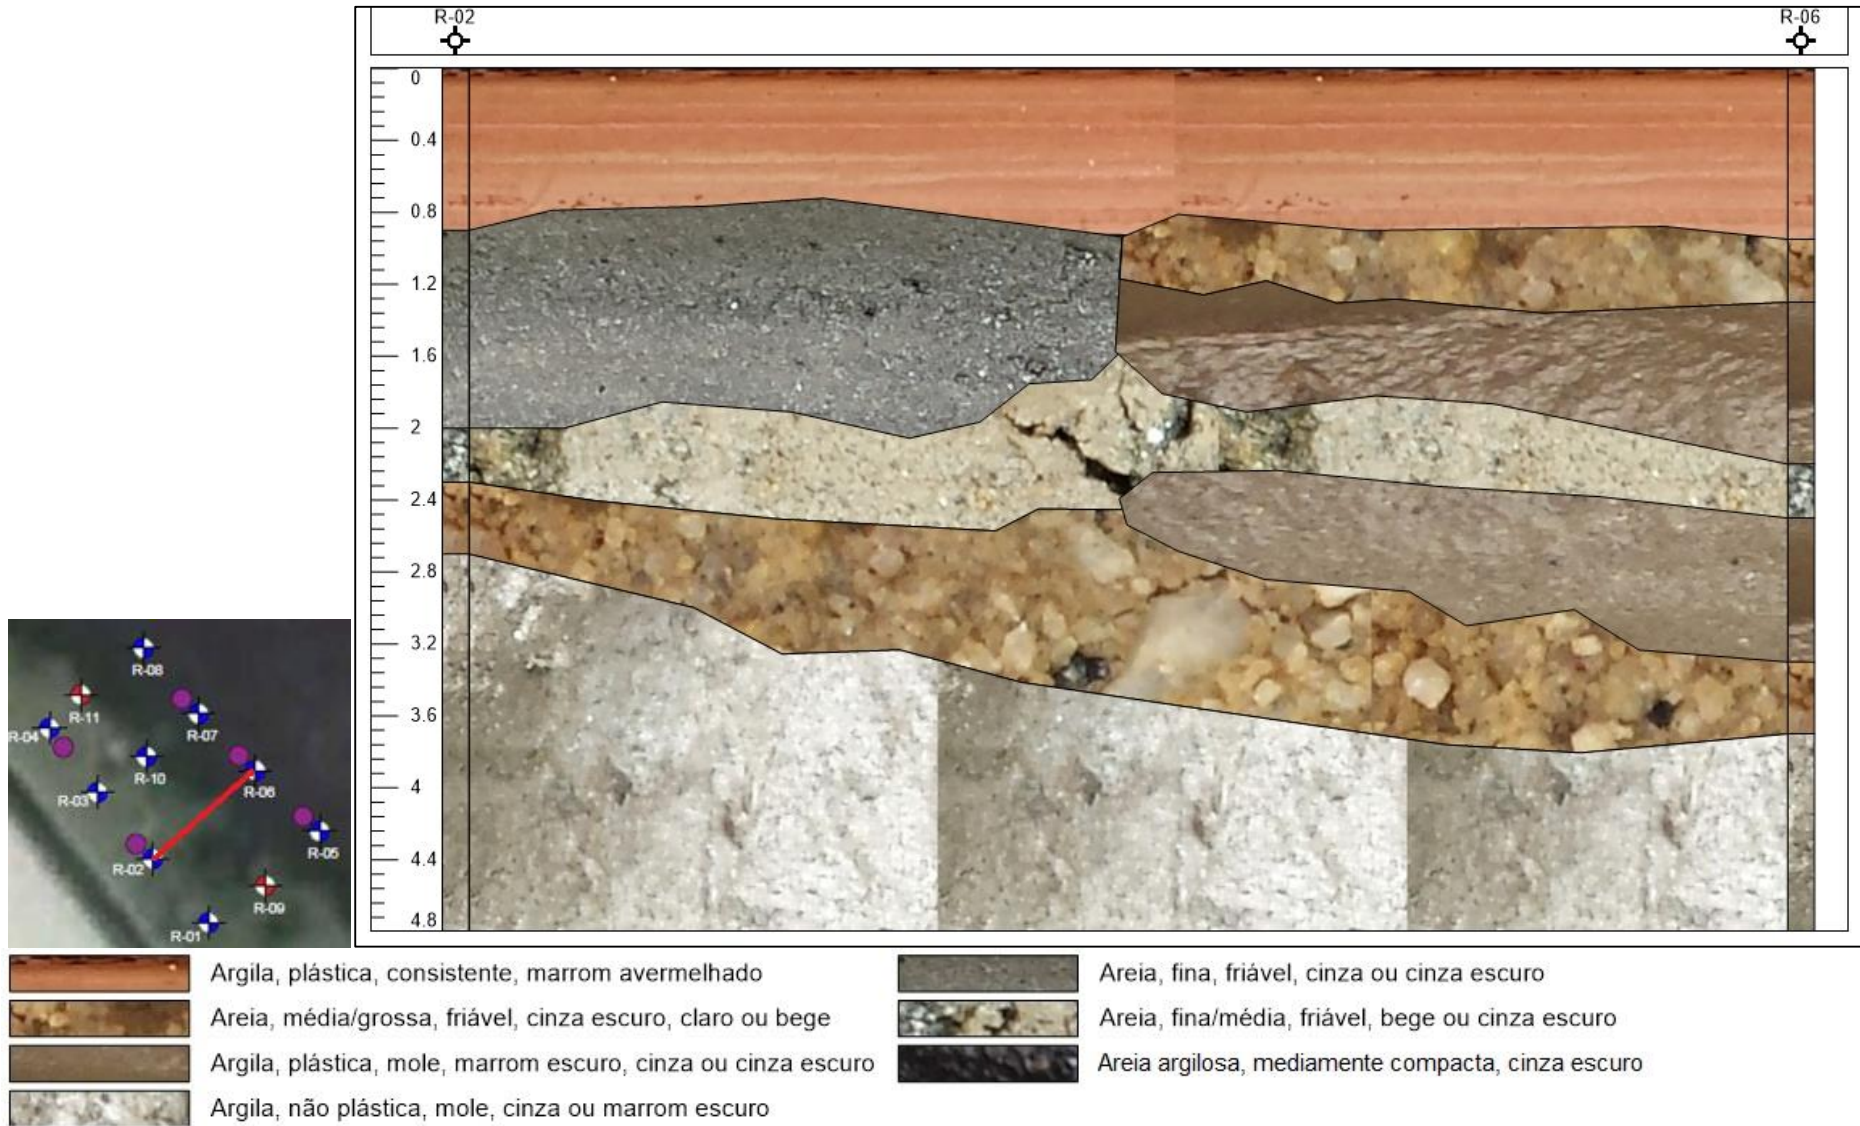 R-02
R-06
0
0.4
0.8
1.2
1.6
2
2.4
2.8
3.2
3.6
4
4.4
4.8
R-08
R-11
R-04
R-07
R-10
R-03
R-06
R-02
R-05
R-09
R-01
Argila, plástica, consistente, marrom avermelhado
Areia, média/grossa, friável, cinza escuro, claro ou bege
Argila, plástica, mole, marrom escuro, cinza ou cinza escuro
Argila, não plástica, mole, cinza ou marrom escuro
Areia, fina, friável, cinza ou cinza escuro
Areia, fina/média, friável, bege ou cinza escuro
Areia argilosa, mediamente compacta, cinza escuro